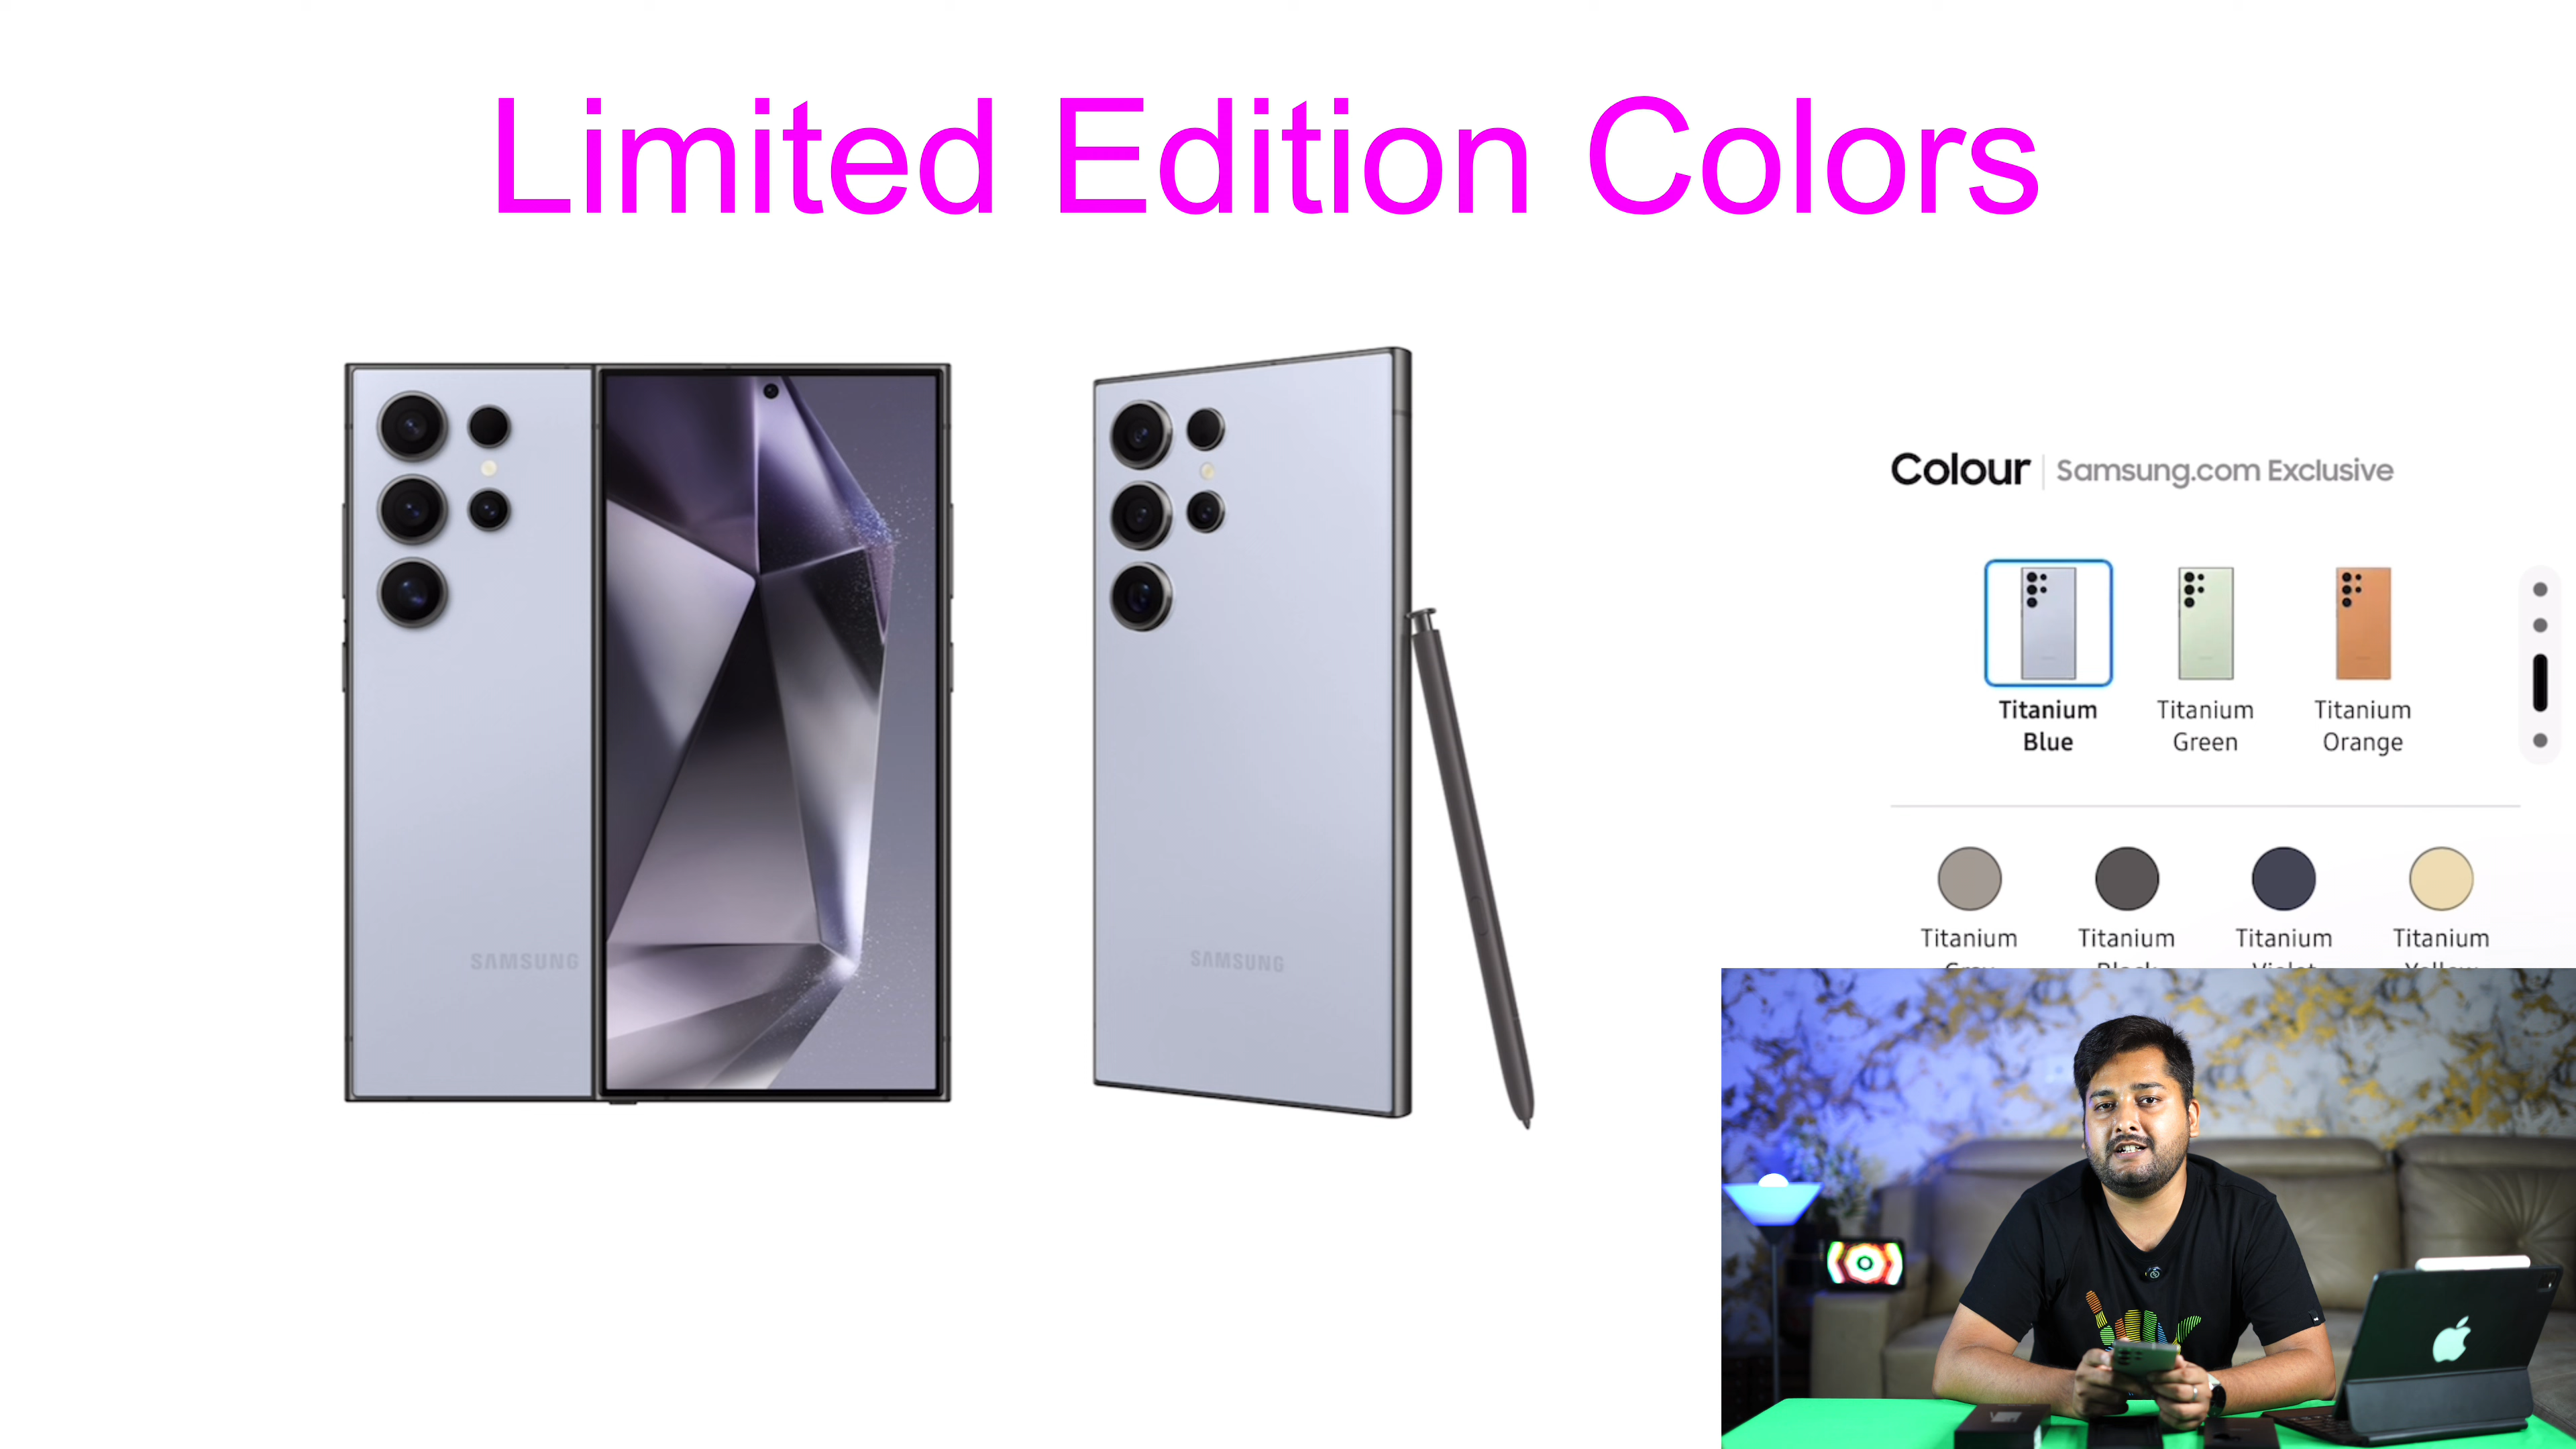 Limited Edition Colors
Colour | Samsung.com Exclusive
Titanium Blue
Titanium Green
Titanium Orange
Titanium
Titanium
Titanium
Titanium
SAMSUNG
SAMSUNG